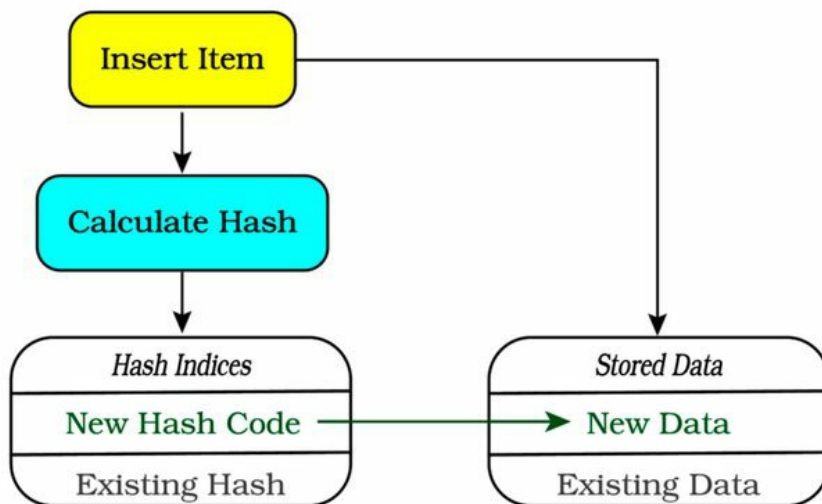 Insert Item
Calculate Hash
Hash Indices
New Hash Code
Existing Hash
Stored Data
New Data
Existing Data